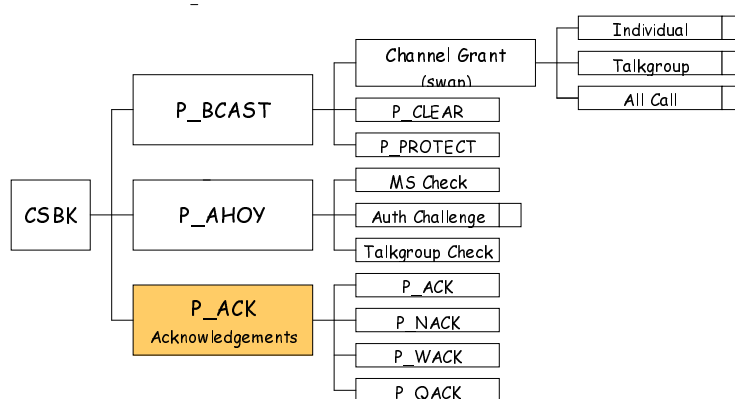 Individual
Channel Grant
(swap)
Talkgroup
P_BCAST
P_CLEAR
All Call
P_PROTECT
MS Check
CSBK
P_AHOY
Auth Challenge
Talkgroup Check
P_ACK
Acknowledgements
P_ACK
P_NACK
P_WACK
P_QACK